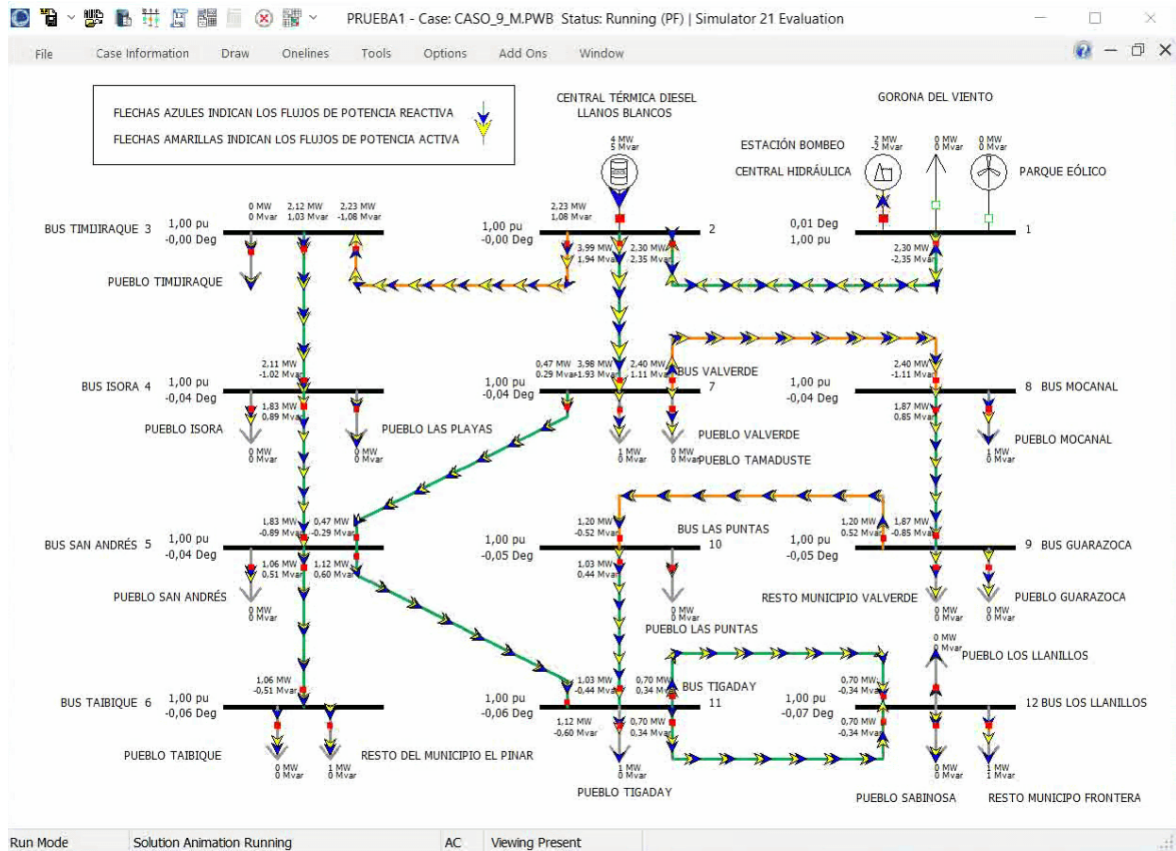 PRUEBA1 - Case: CASO_9_M.PWB Status: Running (PF) | Simulator 21 Evaluation
File Case Information Draw Onelines Tools Options Add Ons Window
FLECHAS AZULES INDICAN LOS FLUJOS DE POTENCIA REACTIVA
FLECHAS AMARILLAS INDICAN LOS FLUJOS DE POTENCIA ACTIVA
CENTRAL TÉRMICA DIESEL
LLANOS BLANCOS
4 MW
5 Mvar
GORONA DEL VIENTO
ESTACIÓN BOMBEO
CENTRAL HIDRÁULICA
2 MW
-2 Mvar
0 MW
0 Mvar
0 MW
0 Mvar
PARQUE EÓLICO
BUS TIMIJIRAQUE 3
1,00 pu
-0,00 Deg
0 MW
0 Mvar
2,12 MW
1,03 Mvar
2,23 MW
-1,08 Mvar
PUEBLO TIMIJIRAQUE
1,00 pu
-0,00 Deg
2,23 MW
1,08 Mvar
2
3,99 MW
1,94 Mvar
2,30 MW
2,35 Mvar
0,01 Deg
1,00 pu
1
2,30 MW
-2,35 Mvar
BUS ISORA 4
1,00 pu
-0,04 Deg
2,11 MW
-1,02 Mvar
1,83 MW
0,89 Mvar
PUEBLO ISORA
0 MW
0 Mvar
PUEBLO LAS PLAYAS
0 MW
0 Mvar
1,00 pu
-0,04 Deg
0,47 MW
0.29 Mvar
3,98 MW
-1.93 Mvar
2,40 MW
1.11 Mvar
BUS VALVERDE
7
PUEBLO VALVERDE
1 MW
0 Mvar
PUEBLO TAMADUSTE
0 MW
0 Mvar
1,00 pu
-0,04 Deg
2,40 MW
-1.11 Mvar
8 BUS MOCANAL
1,87 MW
0.85 Mvar
PUEBLO MOCANAL
1 MW
0 Mvar
BUS SAN ANDRÉS 5
1,00 pu
-0,04 Deg
1,83 MW
-0.89 Mvar
0,47 MW
-0.29 Mvar
1,06 MW
0,51 Mvar
1,12 MW
0,60 Mvar
PUEBLO SAN ANDRÉS
0 MW
0 Mvar
1,00 pu
-0,05 Deg
1,20 MW
-0.52 Mvar
BUS LAS PUNTAS
10
1,03 MW
0.44 Mvar
PUEBLO LAS PUNTAS
0 MW
0 Mvar
1,00 pu
-0,05 Deg
1,20 MW
0.52 Mvar
1,87 MW
-0.85 Mvar
9 BUS GUARAZOCA
RESTO MUNICIPIO VALVERDE
0 MW
0 Mvar
PUEBLO GUARAZOCA
0 MW
0 Mvar
BUS TAIBIQUE 6
1,00 pu
-0,06 Deg
1,06 MW
-0,51 Mvar
PUEBLO TAIBIQUE
0 MW
0 Mvar
RESTO DEL MUNICIPIO EL PINAR
1 MW
0 Mvar
1,00 pu
-0,06 Deg
1,03 MW
-0,44 Mvar
0,70 MW
0.34 Mvar
BUS TIGADAY
11
1,12 MW
-0,60 Mvar
0,70 MW
0,34 Mvar
PUEBLO TIGADAY
1 MW
0 Mvar
0 MW
0 Mvar
PUEBLO LOS LLANILLOS
1,00 pu
-0,07 Deg
0,70 MW
-0.34 Mvar
0,70 MW
-0,34 Mvar
12 BUS LOS LLANILLOS
PUEBLO SABINOSA
0 MW
0 Mvar
RESTO MUNICIPO FRONTERA
1 MW
1 Mvar
Run Mode Solution Animation Running AC Viewing Present